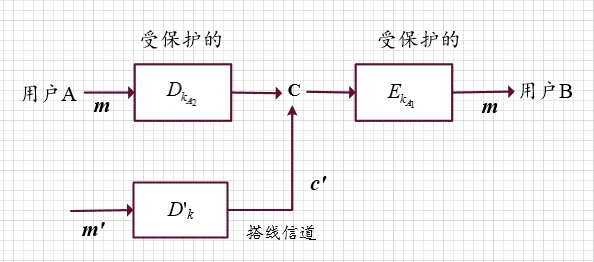 受保护的 受保护的
用户A m D_{k_{A2}} C E_{k_{A1}} m 用户B
m' D'_k c'
搭线信道